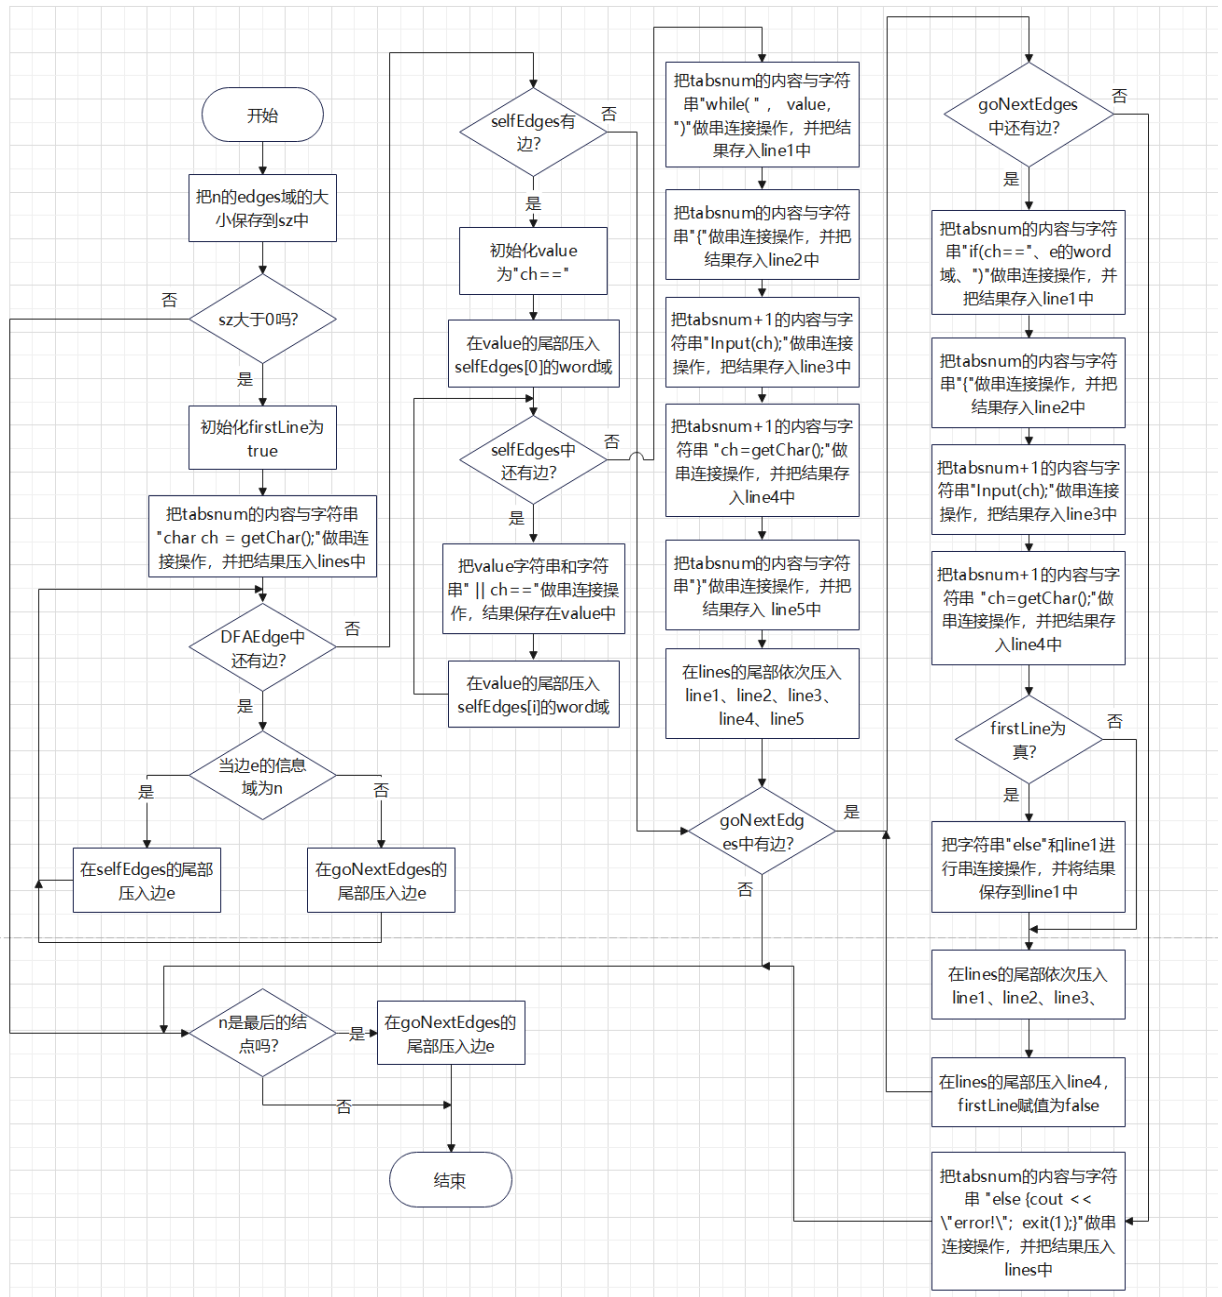 开始
把n的edges域的大
小保存到sz中
sz大于0吗?
否
是
初始化firstLine为
true
把tabsnum的内容与字符串
"char ch = getChar();"做串连
接操作，并把结果压入lines中
DFAEdge中
还有边?
否
是
当边e的信息
域为n
是
否
在selfEdges的尾部
压入边e
在goNextEdges的
尾部压入边e
n是最后的结
点吗?
是
否
在goNextEdges的
尾部压入边e
结束
selfEdges有
边?
否
是
初始化value
为"ch=="
在value的尾部压入
selfEdges[0]的word域
selfEdges中
还有边?
否
是
把value字符串和字符
串" || ch=="做串连接操
作，结果保存在value中
在value的尾部压入
selfEdges[i]的word域
把tabsnum的内容与字符
串"while( " ， value，
")"做串连接操作，并把结
果存入line1中
把tabsnum的内容与字符
串"{"做串连接操作，并把
结果存入line2中
把tabsnum+1的内容与字
符串"Input(ch);"做串连接
操作，把结果存入line3中
把tabsnum+1的内容与字
符串 "ch=getChar();"做
串连接操作，并把结果存
入line4中
把tabsnum的内容与字符
串"}"做串连接操作，并把
结果存入 line5中
在lines的尾部依次压入
line1、line2、line3、
line4、line5
goNextEdg
es中有边?
是
否
goNextEdges
中还有边?
否
是
把tabsnum的内容与字符
串"if(ch=="、e的word
域、")"做串连接操作，并
把结果存入line1中
把tabsnum的内容与字符
串"{"做串连接操作，并把
结果存入line2中
把tabsnum+1的内容与字
符串"Input(ch);"做串连接
操作，把结果存入line3中
把tabsnum+1的内容与字
符串 "ch=getChar();"做
串连接操作，并把结果存
入line4中
firstLine为
真?
否
是
把字符串"else"和line1进
行串连接操作，并将结果
保存到line1中
在lines的尾部依次压入
line1、line2、line3、
在lines的尾部压入line4，
firstLine赋值为false
把tabsnum的内容与字符
串 "else {cout <<
\"error!\"；exit(1);}"做串
连接操作，并把结果压入
lines中